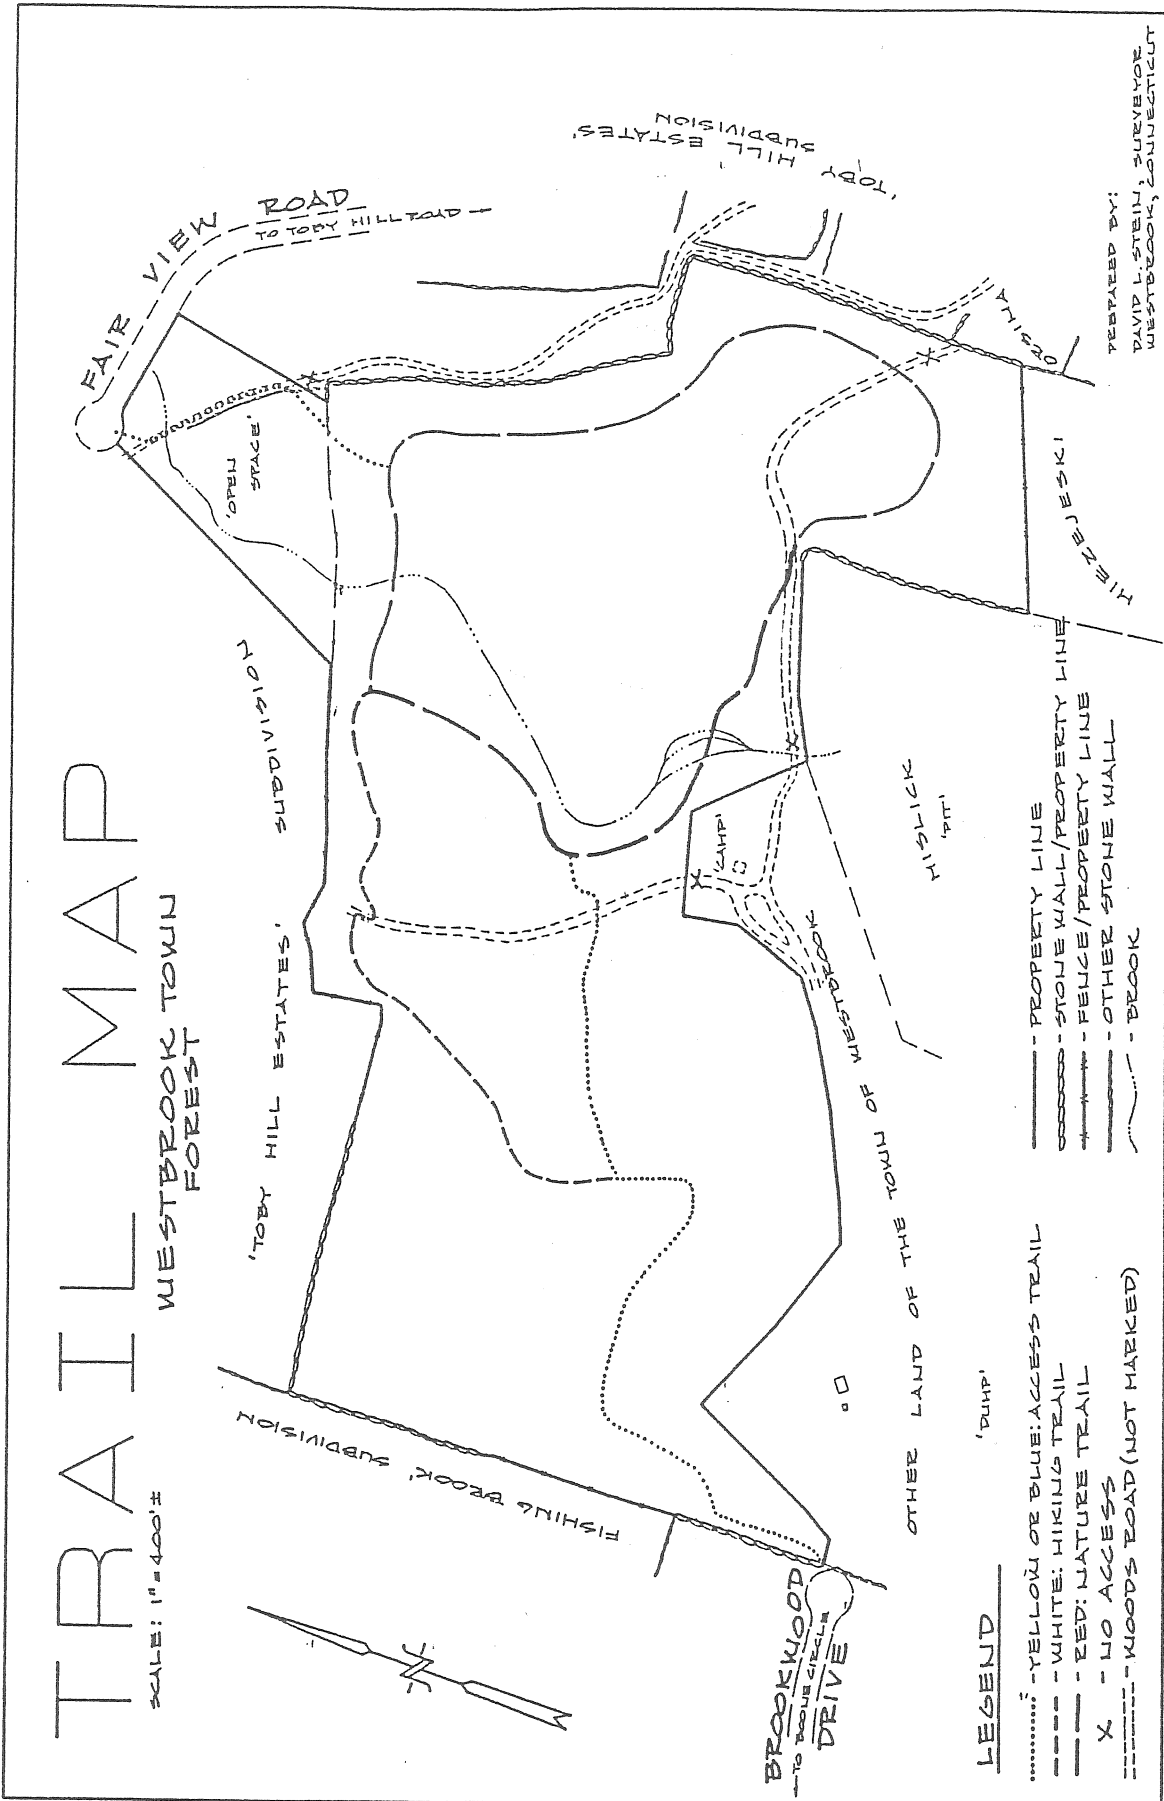 TRAIL MAP
SCALE: 1"=400'±
WESTBROOK TOWN
FOREST
FAIR VIEW ROAD
TO TOBY HILL ROAD
'TOBY HILL ESTATES'
SUBDIVISION
'OPEN
SPACE'
'TOBY HILL ESTATES' SUBDIVISION
'FISHING BROOK' SUBDIVISION
N
BROOKWOOD
TO BOONE CIRCLE
DRIVE
'CAMP'
MISLICK
'PIT'
OTHER LAND OF THE TOWN OF WESTBROOK
'DUMP'
LEGEND
- YELLOW OR BLUE: ACCESS TRAIL
- WHITE: HIKING TRAIL
- RED: NATURE TRAIL
X - NO ACCESS
- WOODS ROAD (NOT MARKED)
- PROPERTY LINE
- STONE WALL/PROPERTY LINE
- FENCE/PROPERTY LINE
- OTHER STONE WALL
- BROOK
PREPARED BY:
DAVID L. STEIN, SURVEYOR
WESTBROOK, CONNECTICUT